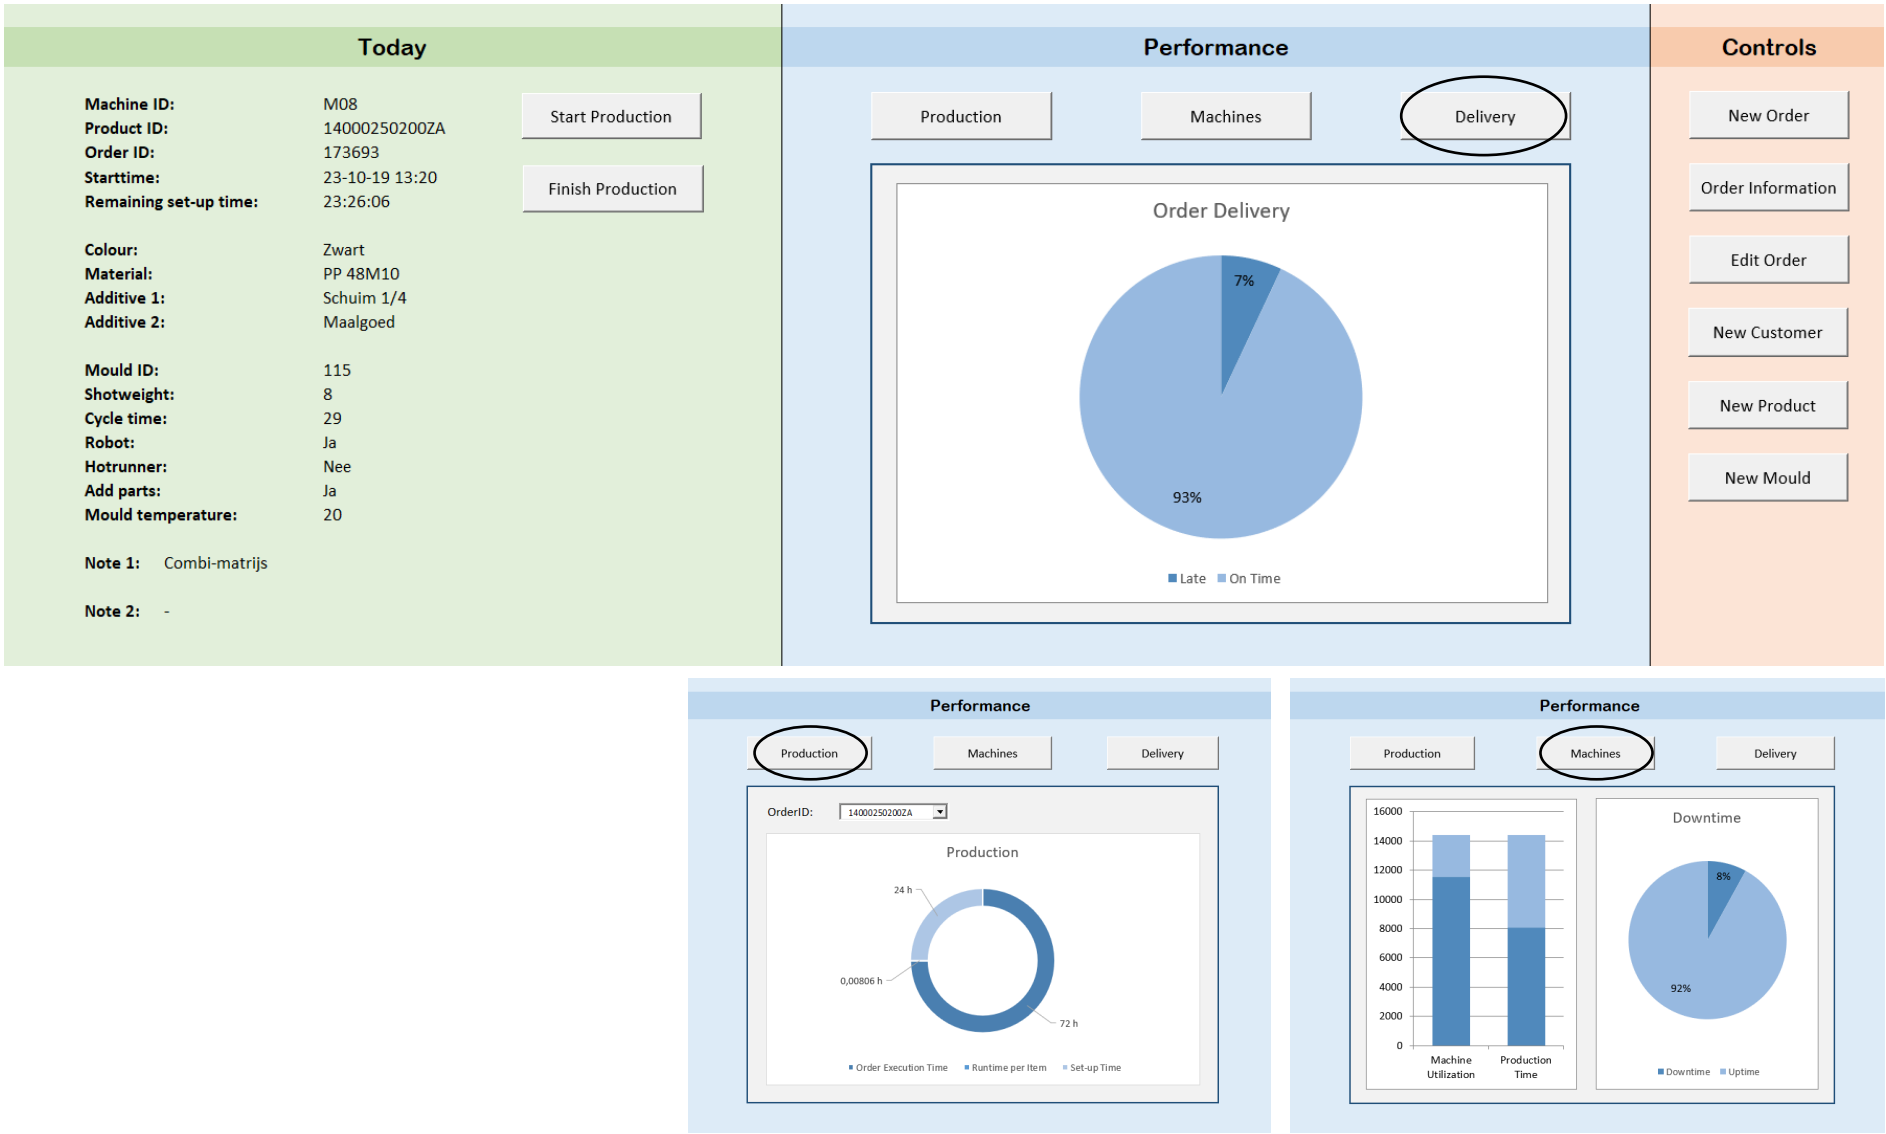 Today
Machine ID: M08
Product ID: 14000250200ZA
Order ID: 173693
Starttime: 23-10-19 13:20
Remaining set-up time: 23:26:06
Colour: Zwart
Material: PP 48M10
Additive 1: Schuim 1/4
Additive 2: Maalgoed
Mould ID: 115
Shotweight: 8
Cycle time: 29
Robot: Ja
Hotrunner: Nee
Add parts: Ja
Mould temperature: 20
Note 1: Combi-matrijs
Note 2: -
Start Production
Finish Production
Performance
Production Machines Delivery
Order Delivery
7%
93%
Late On Time
Controls
New Order
Order Information
Edit Order
New Customer
New Product
New Mould
Performance
Production Machines Delivery
OrderID: 14000250200ZA
Production
24 h
0,00806 h
72 h
Order Execution Time Runtime per Item Set-up Time
Performance
Production Machines Delivery
16000
14000
12000
10000
8000
6000
4000
2000
0
Machine Utilization
Production Time
Downtime
8%
92%
Downtime Uptime